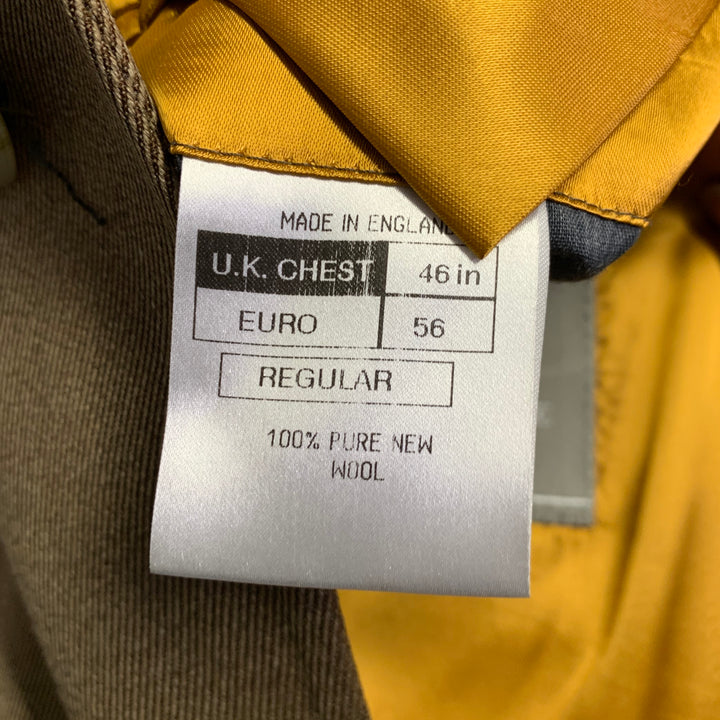 MADE IN ENGLAND
U.K. CHEST 46 in
EURO 56
REGULAR
100% PURE NEW
WOOL